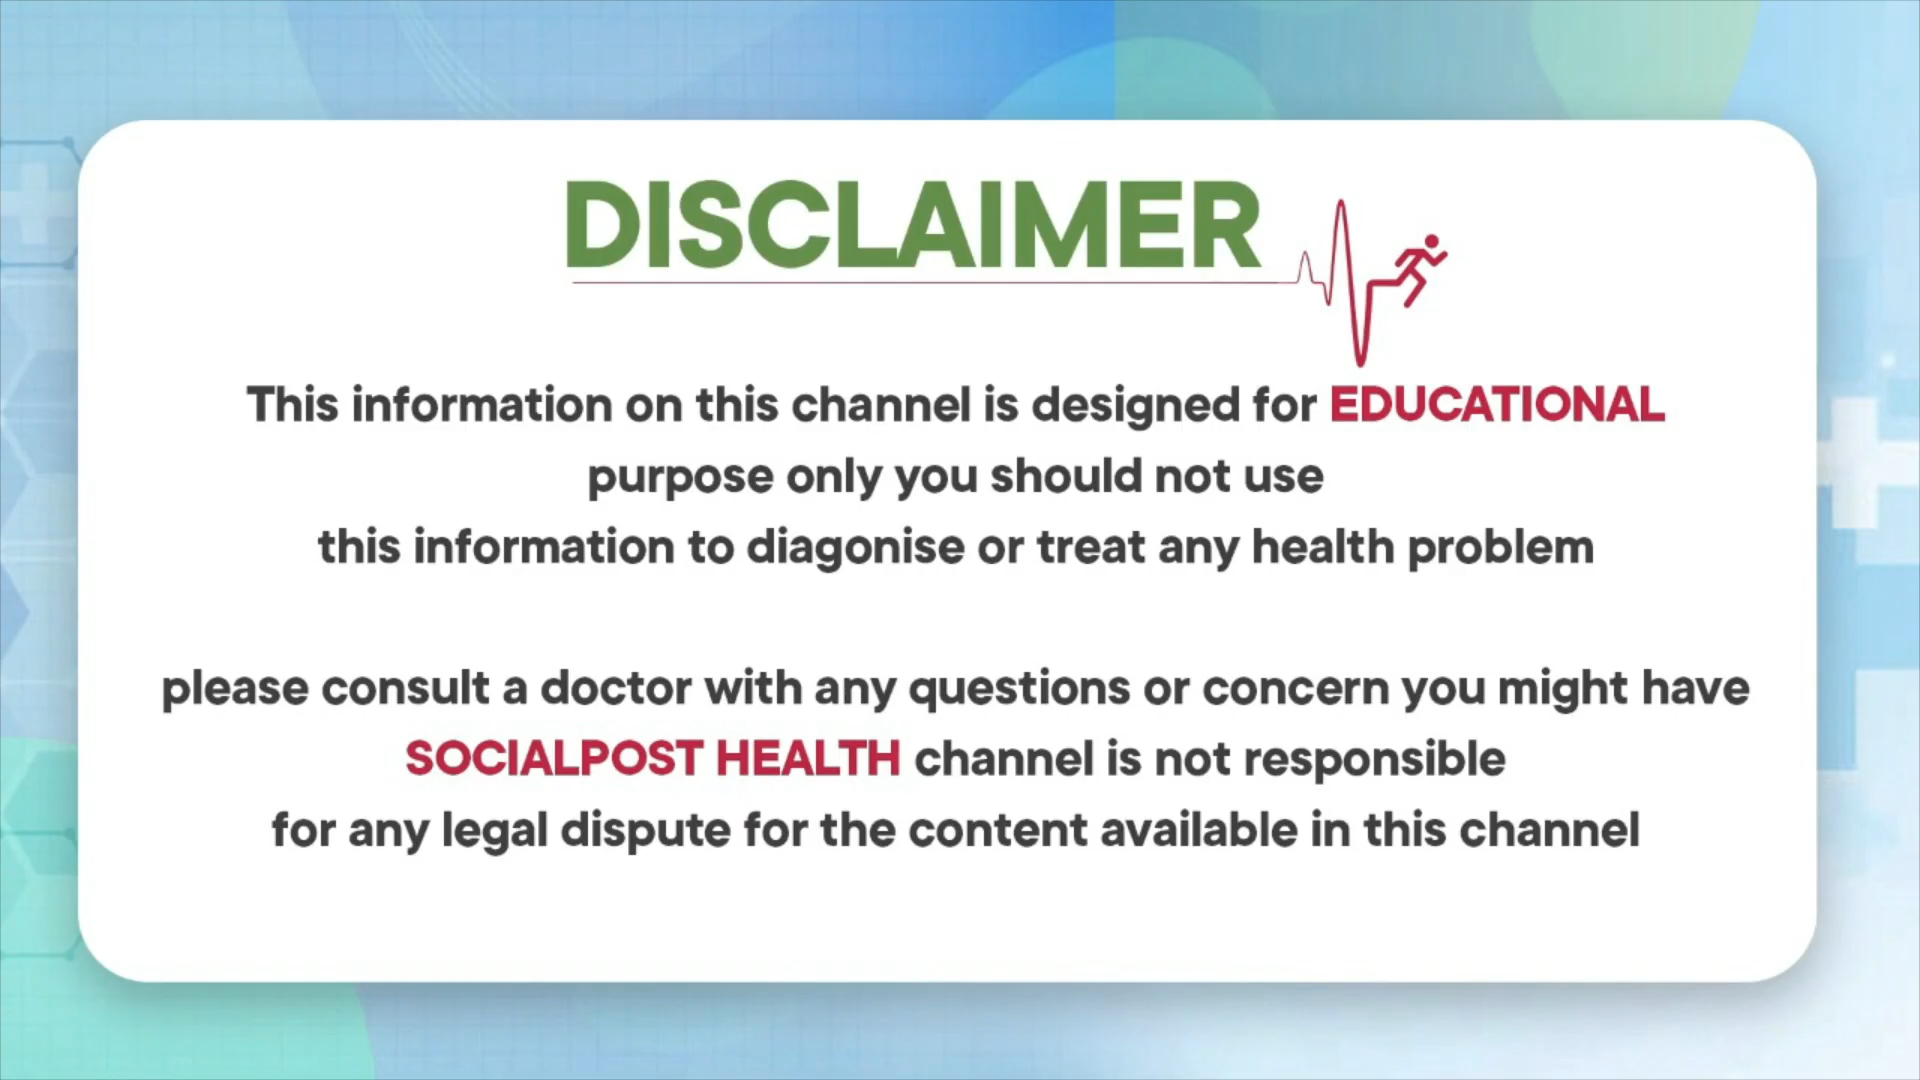 DISCLAIMER
This information on this channel is designed for EDUCATIONAL
purpose only you should not use
this information to diagonise or treat any health problem
please consult a doctor with any questions or concern you might have
SOCIALPOST HEALTH channel is not responsible
for any legal dispute for the content available in this channel